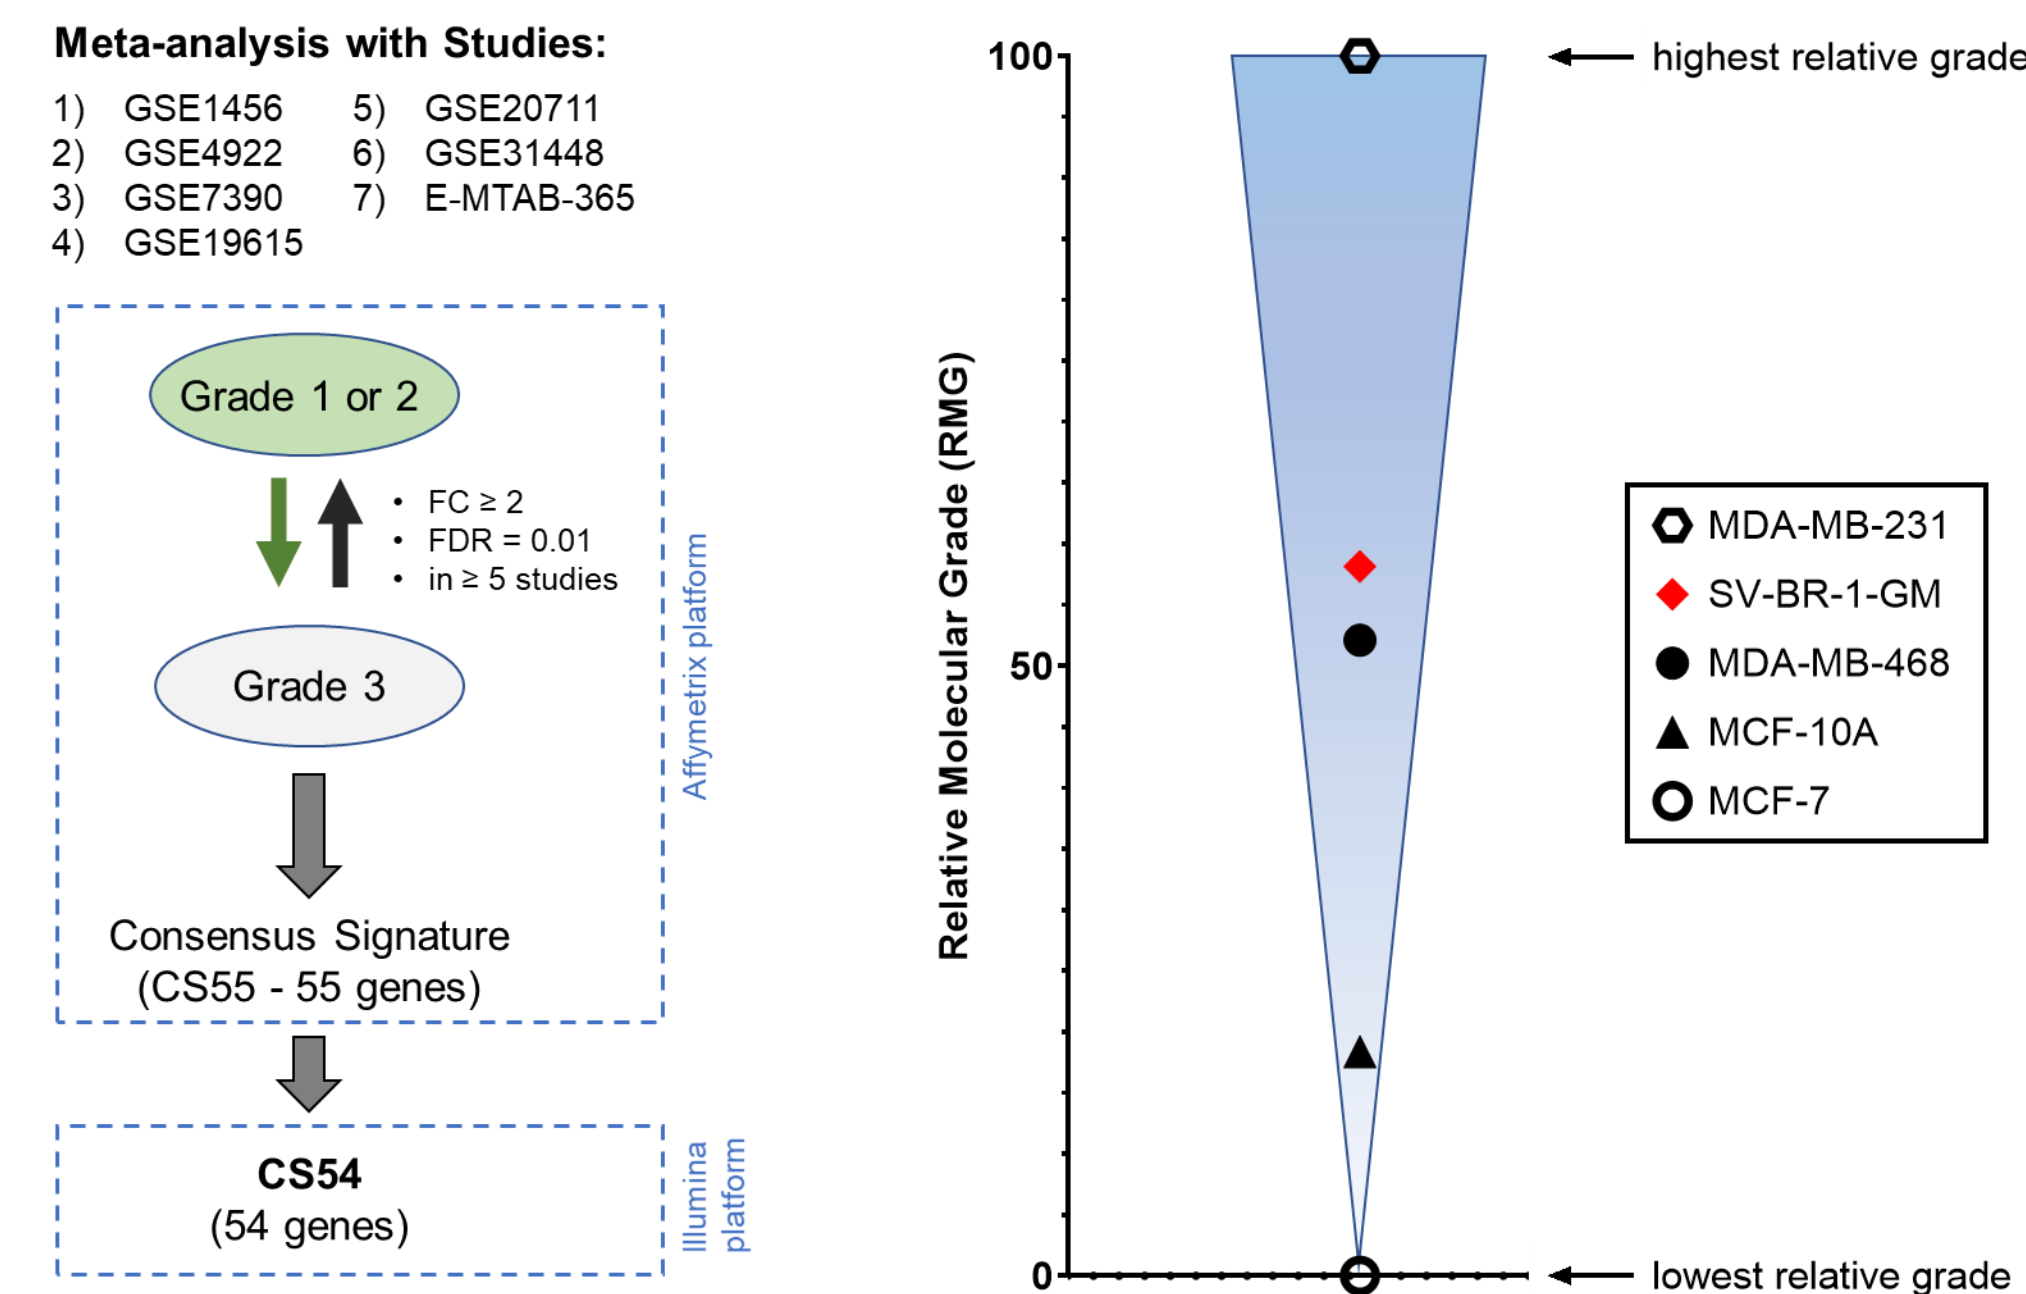 Meta-analysis with Studies:
1) GSE1456
2) GSE4922
3) GSE7390
4) GSE19615
5) GSE20711
6) GSE31448
7) E-MTAB-365
Grade 1 or 2
• FC ≥ 2
• FDR = 0.01
• in ≥ 5 studies
Grade 3
Consensus Signature
(CS55 - 55 genes)
Affymetrix platform
CS54
(54 genes)
Illumina
platform
Relative Molecular Grade (RMG)
100
50
0
highest relative grade
MDA-MB-231
SV-BR-1-GM
MDA-MB-468
MCF-10A
MCF-7
lowest relative grade